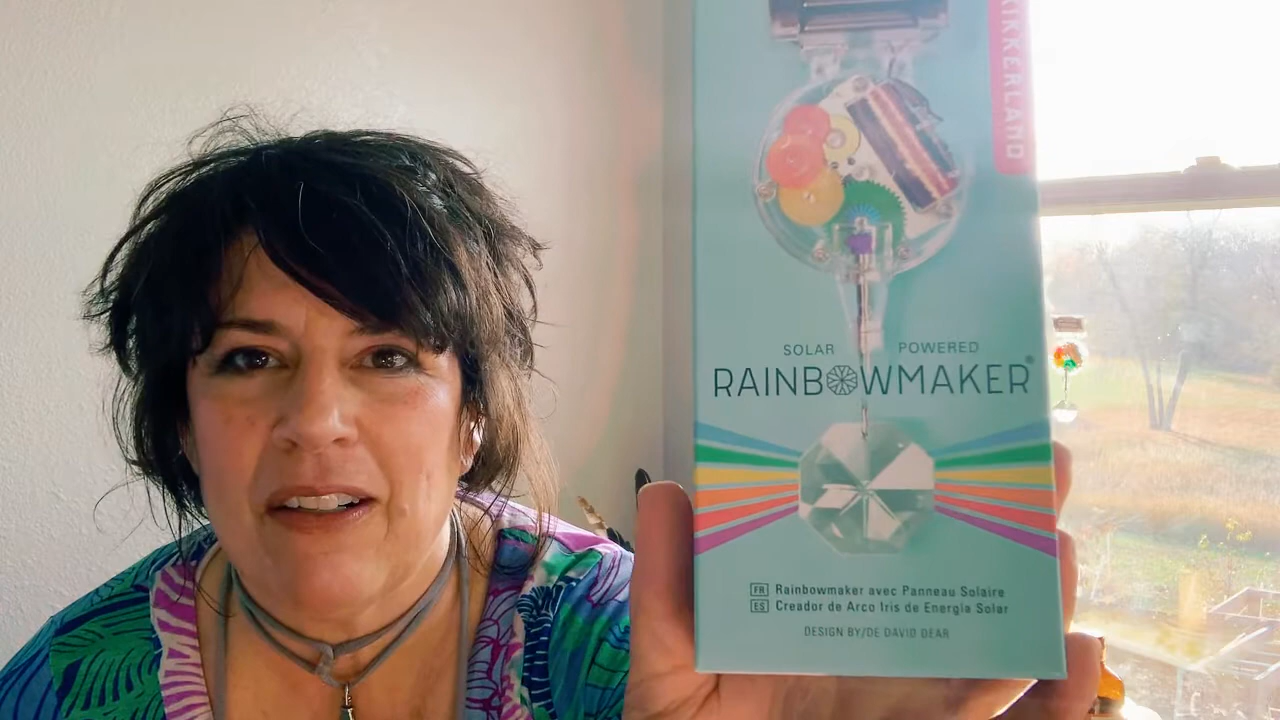 KIKKERLAND
SOLAR POWERED
RAINBOWMAKER®
FR Rainbowmaker avec Panneau Solaire
ES Creador de Arco Iris de Energía Solar
DESIGN BY/DE DAVID DEAR